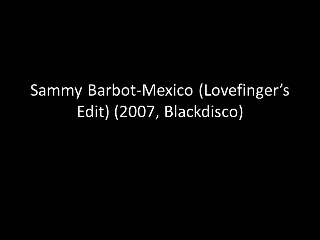 Sammy Barbot-Mexico (Lovefinger’s
Edit) (2007, Blackdisco)